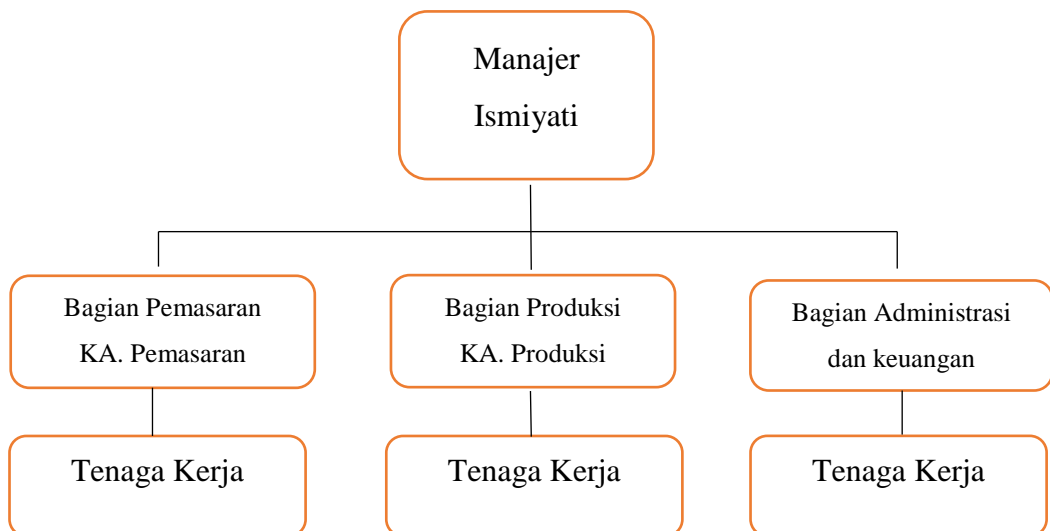 Manajer
Ismiyati
Bagian Pemasaran
KA. Pemasaran
Bagian Produksi
KA. Produksi
Bagian Administrasi
dan keuangan
Tenaga Kerja
Tenaga Kerja
Tenaga Kerja